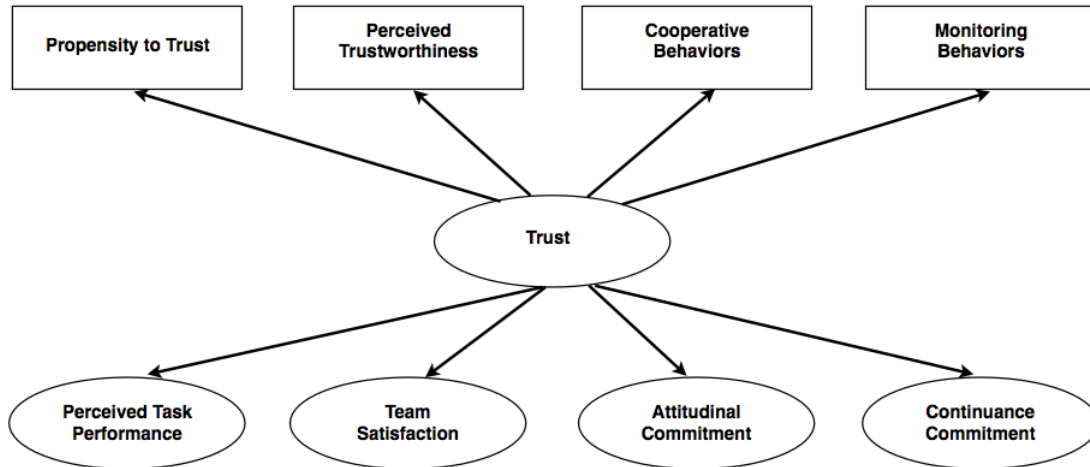 Propensity to Trust
Perceived
Trustworthiness
Cooperative
Behaviors
Monitoring
Behaviors
Trust
Perceived Task
Performance
Team
Satisfaction
Attitudinal
Commitment
Continuance
Commitment